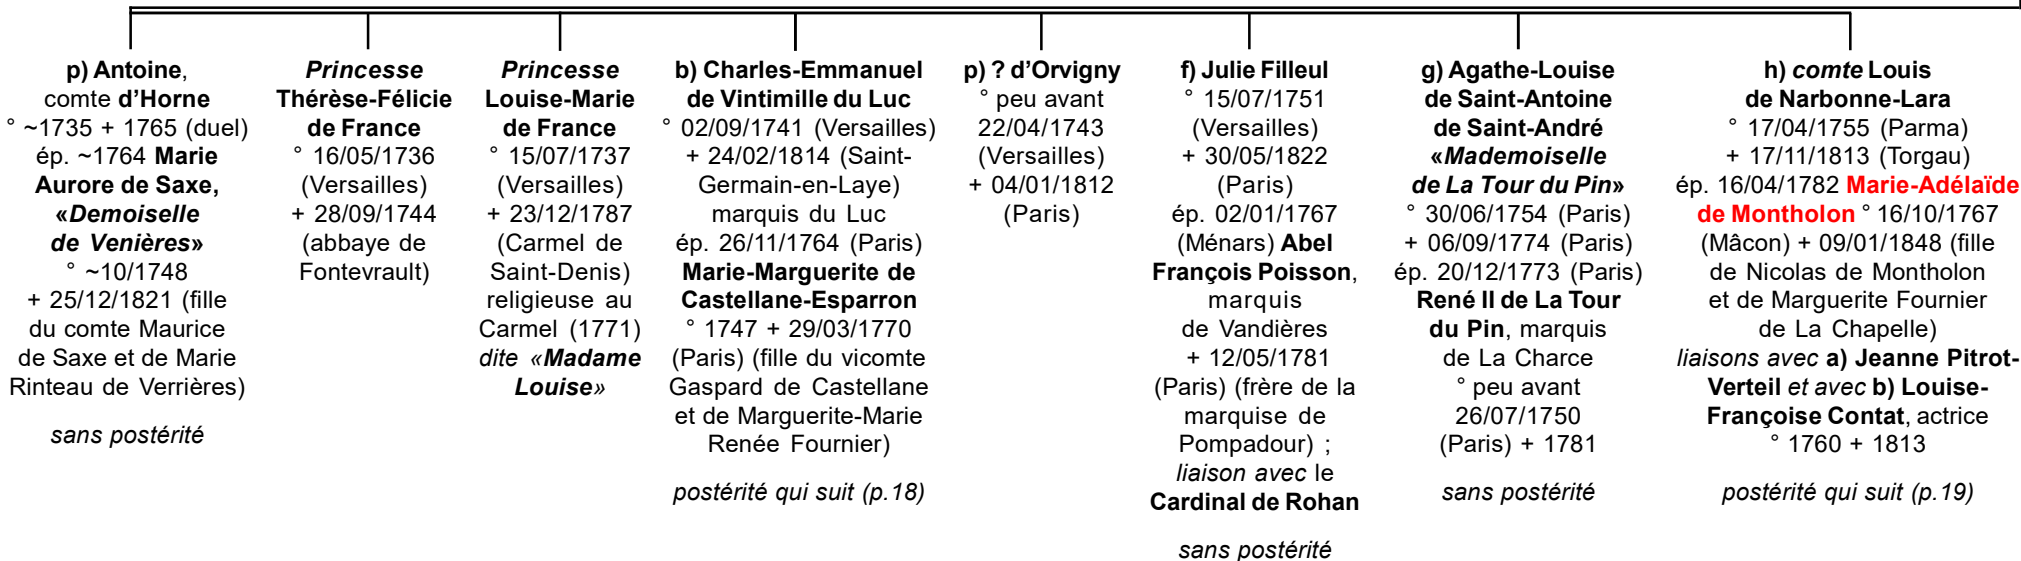 p) Antoine,
comte d’Horne
° ~1735 + 1765 (duel)
ép. ~1764 Marie
Aurore de Saxe,
«Demoiselle
de Venières»
° ~10/1748
+ 25/12/1821 (fille
du comte Maurice
de Saxe et de Marie
Rinteau de Verrières)
sans postérité
Princesse
Thérèse-Félicie
de France
° 16/05/1736
(Versailles)
+ 28/09/1744
(abbaye de
Fontevrault)
Princesse
Louise-Marie
de France
° 15/07/1737
(Versailles)
+ 23/12/1787
(Carmel de
Saint-Denis)
religieuse au
Carmel (1771)
dite «Madame
Louise»
b) Charles-Emmanuel
de Vintimille du Luc
° 02/09/1741 (Versailles)
+ 24/02/1814 (Saint-
Germain-en-Laye)
marquis du Luc
ép. 26/11/1764 (Paris)
Marie-Marguerite de
Castellane-Esparron
° 1747 + 29/03/1770
(Paris) (fille du vicomte
Gaspard de Castellane
et de Marguerite-Marie
Renée Fournier)
postérité qui suit (p.18)
p) ? d’Orvigny
° peu avant
22/04/1743
(Versailles)
+ 04/01/1812
(Paris)
f) Julie Filleul
° 15/07/1751
(Versailles)
+ 30/05/1822
(Paris)
ép. 02/01/1767
(Ménars) Abel
François Poisson,
marquis
de Vandières
+ 12/05/1781
(Paris) (frère de la
marquise de
Pompadour) ;
liaison avec le
Cardinal de Rohan
sans postérité
g) Agathe-Louise
de Saint-Antoine
de Saint-André
«Mademoiselle
de La Tour du Pin»
° 30/06/1754 (Paris)
+ 06/09/1774 (Paris)
ép. 20/12/1773 (Paris)
René II de La Tour
du Pin, marquis
de La Charce
° peu avant
26/07/1750
(Paris) + 1781
sans postérité
h) comte Louis
de Narbonne-Lara
° 17/04/1755 (Parma)
+ 17/11/1813 (Torgau)
ép. 16/04/1782 Marie-Adélaïde
de Montholon ° 16/10/1767
(Mâcon) + 09/01/1848 (fille
de Nicolas de Montholon
et de Marguerite Fournier
de La Chapelle)
liaisons avec a) Jeanne Pitrot-
Verteil et avec b) Louise-
Françoise Contat, actrice
° 1760 + 1813
postérité qui suit (p.19)